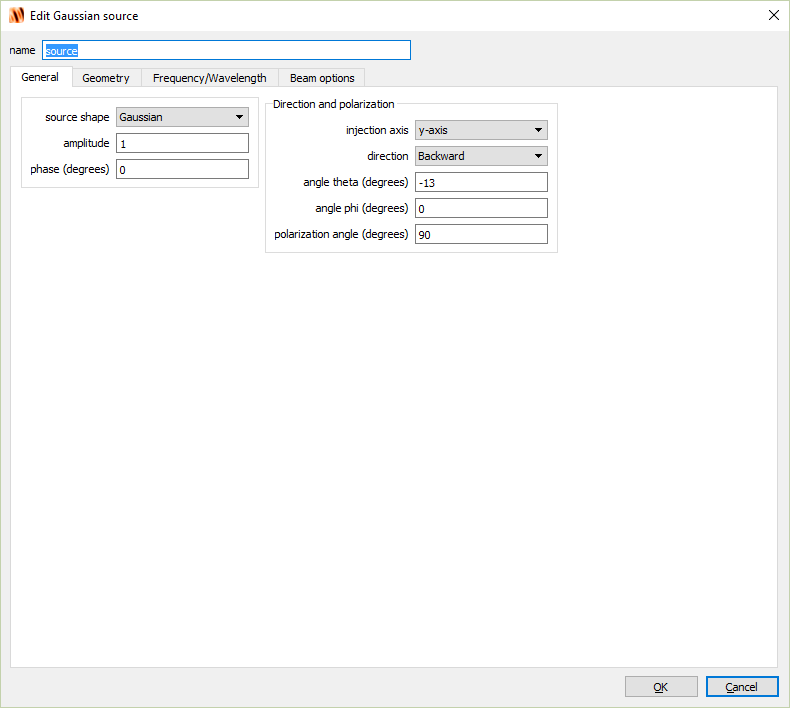 Edit Gaussian source
name source
General Geometry Frequency/Wavelength Beam options
source shape Gaussian
amplitude 1
phase (degrees) 0
Direction and polarization
injection axis y-axis
direction Backward
angle theta (degrees) -13
angle phi (degrees) 0
polarization angle (degrees) 90
OK Cancel